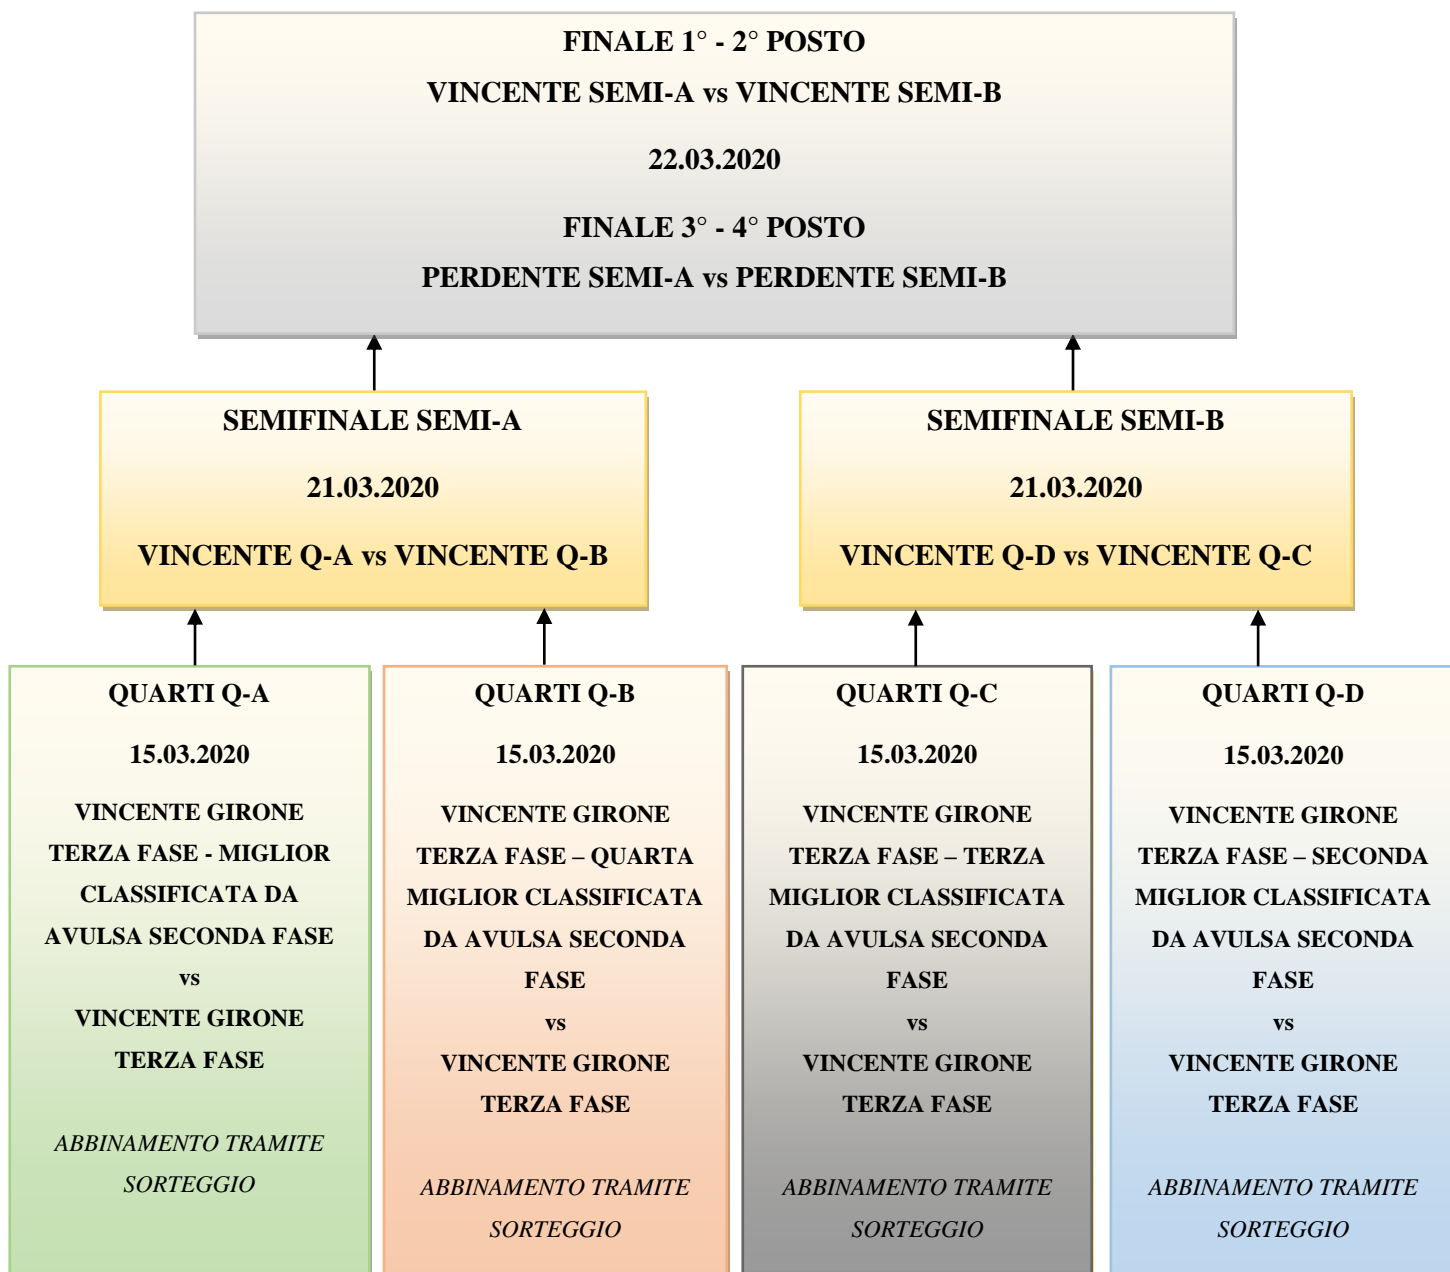 FINALE 1° - 2° POSTO
VINCENTE SEMI-A vs VINCENTE SEMI-B
22.03.2020
FINALE 3° - 4° POSTO
PERDENTE SEMI-A vs PERDENTE SEMI-B
SEMIFINALE SEMI-A
21.03.2020
VINCENTE Q-A vs VINCENTE Q-B
SEMIFINALE SEMI-B
21.03.2020
VINCENTE Q-D vs VINCENTE Q-C
QUARTI Q-A
15.03.2020
VINCENTE GIRONE
TERZA FASE - MIGLIOR
CLASSIFICATA DA
AVULSA SECONDA FASE
vs
VINCENTE GIRONE
TERZA FASE
ABBINAMENTO TRAMITE
SORTEGGIO
QUARTI Q-B
15.03.2020
VINCENTE GIRONE
TERZA FASE – QUARTA
MIGLIOR CLASSIFICATA
DA AVULSA SECONDA
FASE
vs
VINCENTE GIRONE
TERZA FASE
ABBINAMENTO TRAMITE
SORTEGGIO
QUARTI Q-C
15.03.2020
VINCENTE GIRONE
TERZA FASE – TERZA
MIGLIOR CLASSIFICATA
DA AVULSA SECONDA
FASE
vs
VINCENTE GIRONE
TERZA FASE
ABBINAMENTO TRAMITE
SORTEGGIO
QUARTI Q-D
15.03.2020
VINCENTE GIRONE
TERZA FASE – SECONDA
MIGLIOR CLASSIFICATA
DA AVULSA SECONDA
FASE
vs
VINCENTE GIRONE
TERZA FASE
ABBINAMENTO TRAMITE
SORTEGGIO